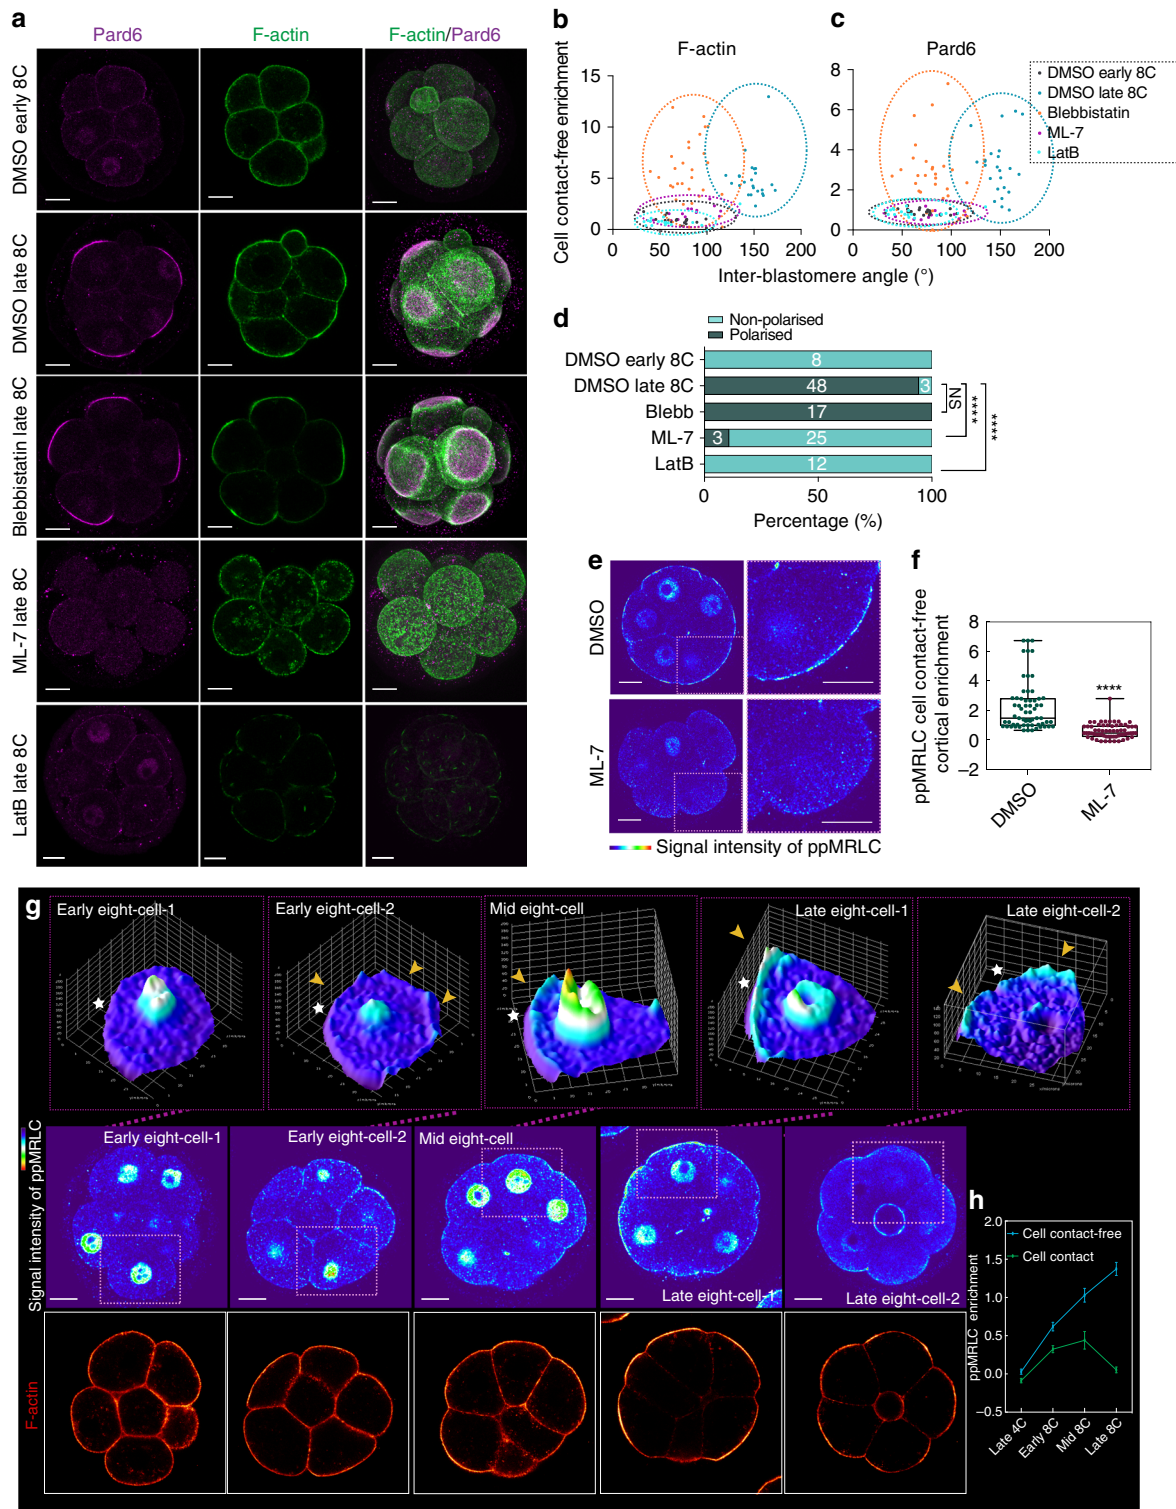 a
Pard6
F-actin
F-actin/Pard6
DMSO early 8C
DMSO late 8C
Blebbistatin late 8C
ML-7 late 8C
LatB late 8C
b
F-actin
Cell contact-free enrichment
15
10
5
0
0
50
100
150
200
c
Pard6
8
6
4
2
0
0
50
100
150
200
Inter-blastomere angle (°)
DMSO early 8C
DMSO late 8C
Blebbistatin
ML-7
LatB
d
Non-polarised
Polarised
DMSO early 8C
8
DMSO late 8C
48
3
Blebb
17
ML-7
3
25
LatB
12
NS
****
****
0
50
100
Percentage (%)
e
DMSO
ML-7
Signal intensity of ppMRLC
f
ppMRLC cell contact-free
cortical enrichment
8
6
4
2
0
−2
****
DMSO
ML-7
g
Early eight-cell-1
Early eight-cell-2
Mid eight-cell
Late eight-cell-1
Late eight-cell-2
Signal intensity of ppMRLC
Early eight-cell-1
Early eight-cell-2
Mid eight-cell
Late eight-cell-1
Late eight-cell-2
F-actin
h
ppMRLC enrichment
2.0
1.5
1.0
0.5
0.0
−0.5
Cell contact-free
Cell contact
Late 4C
Early 8C
Mid 8C
Late 8C